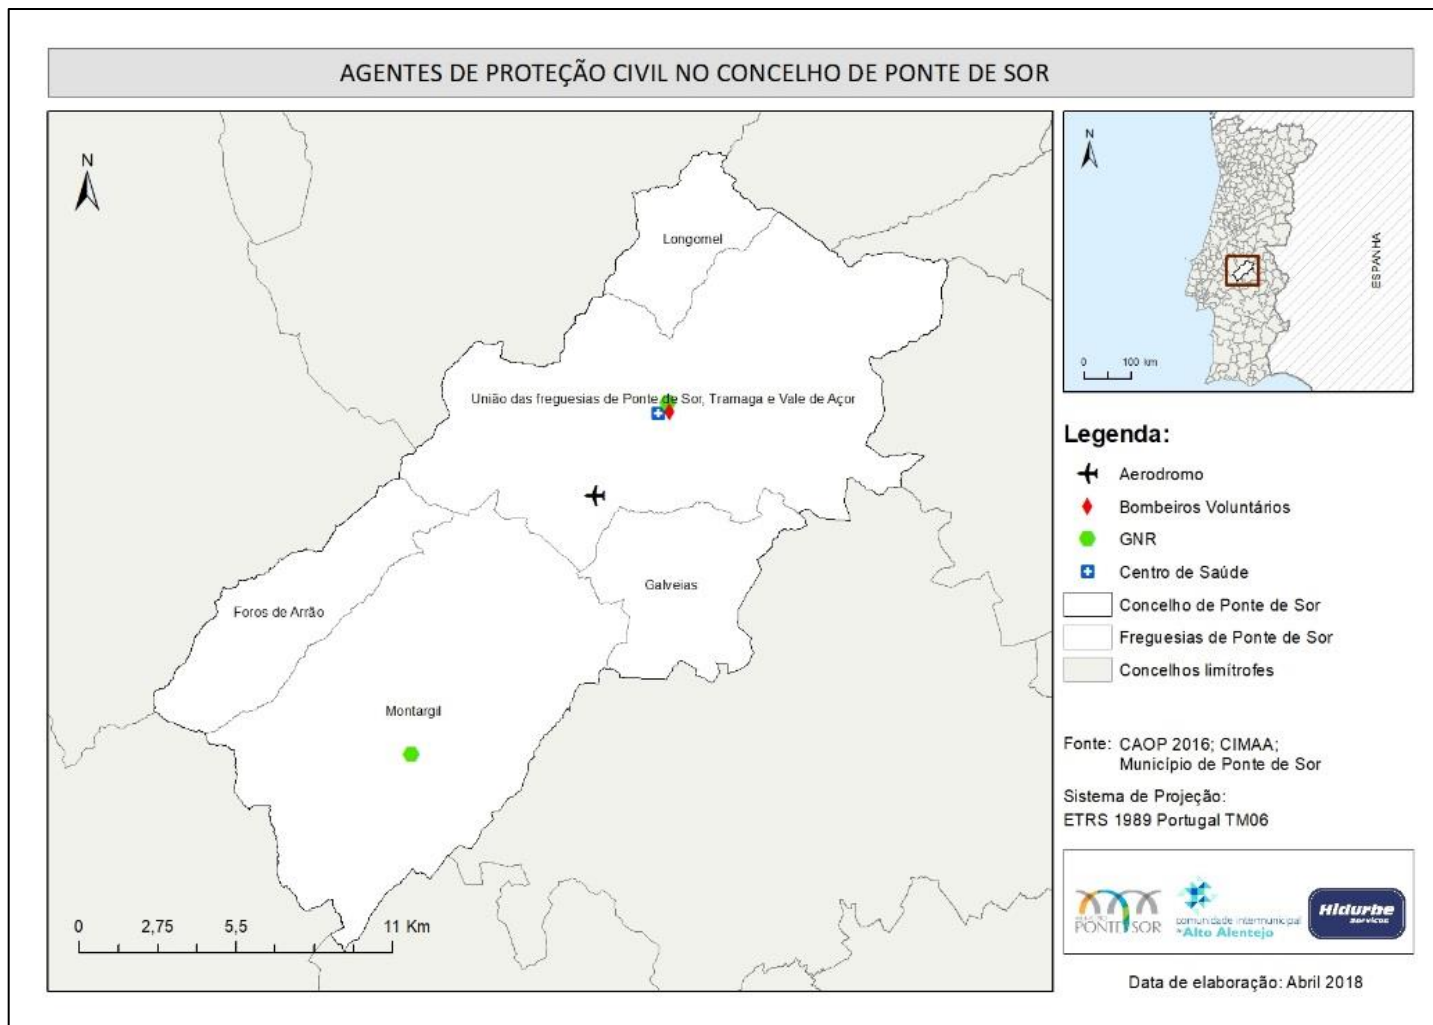 AGENTES DE PROTEÇÃO CIVIL NO CONCELHO DE PONTE DE SOR
N
Longomel
União das freguesias de Ponte de Sor, Tramaga e Vale de Açor
Galveias
Foros de Arrão
Montargil
0 2,75 5,5 11 Km
N
ESPANHA
0 100 km
Legenda:
Aerodromo
Bombeiros Voluntários
GNR
Centro de Saúde
Concelho de Ponte de Sor
Freguesias de Ponte de Sor
Concelhos limítrofes
Fonte: CAOP 2016; CIMAA;
Município de Ponte de Sor
Sistema de Projeção:
ETRS 1989 Portugal TM06
PONTE SOR
comunidade intermunicipal
Alto Alentejo
Hidurbe
serviços
Data de elaboração: Abril 2018